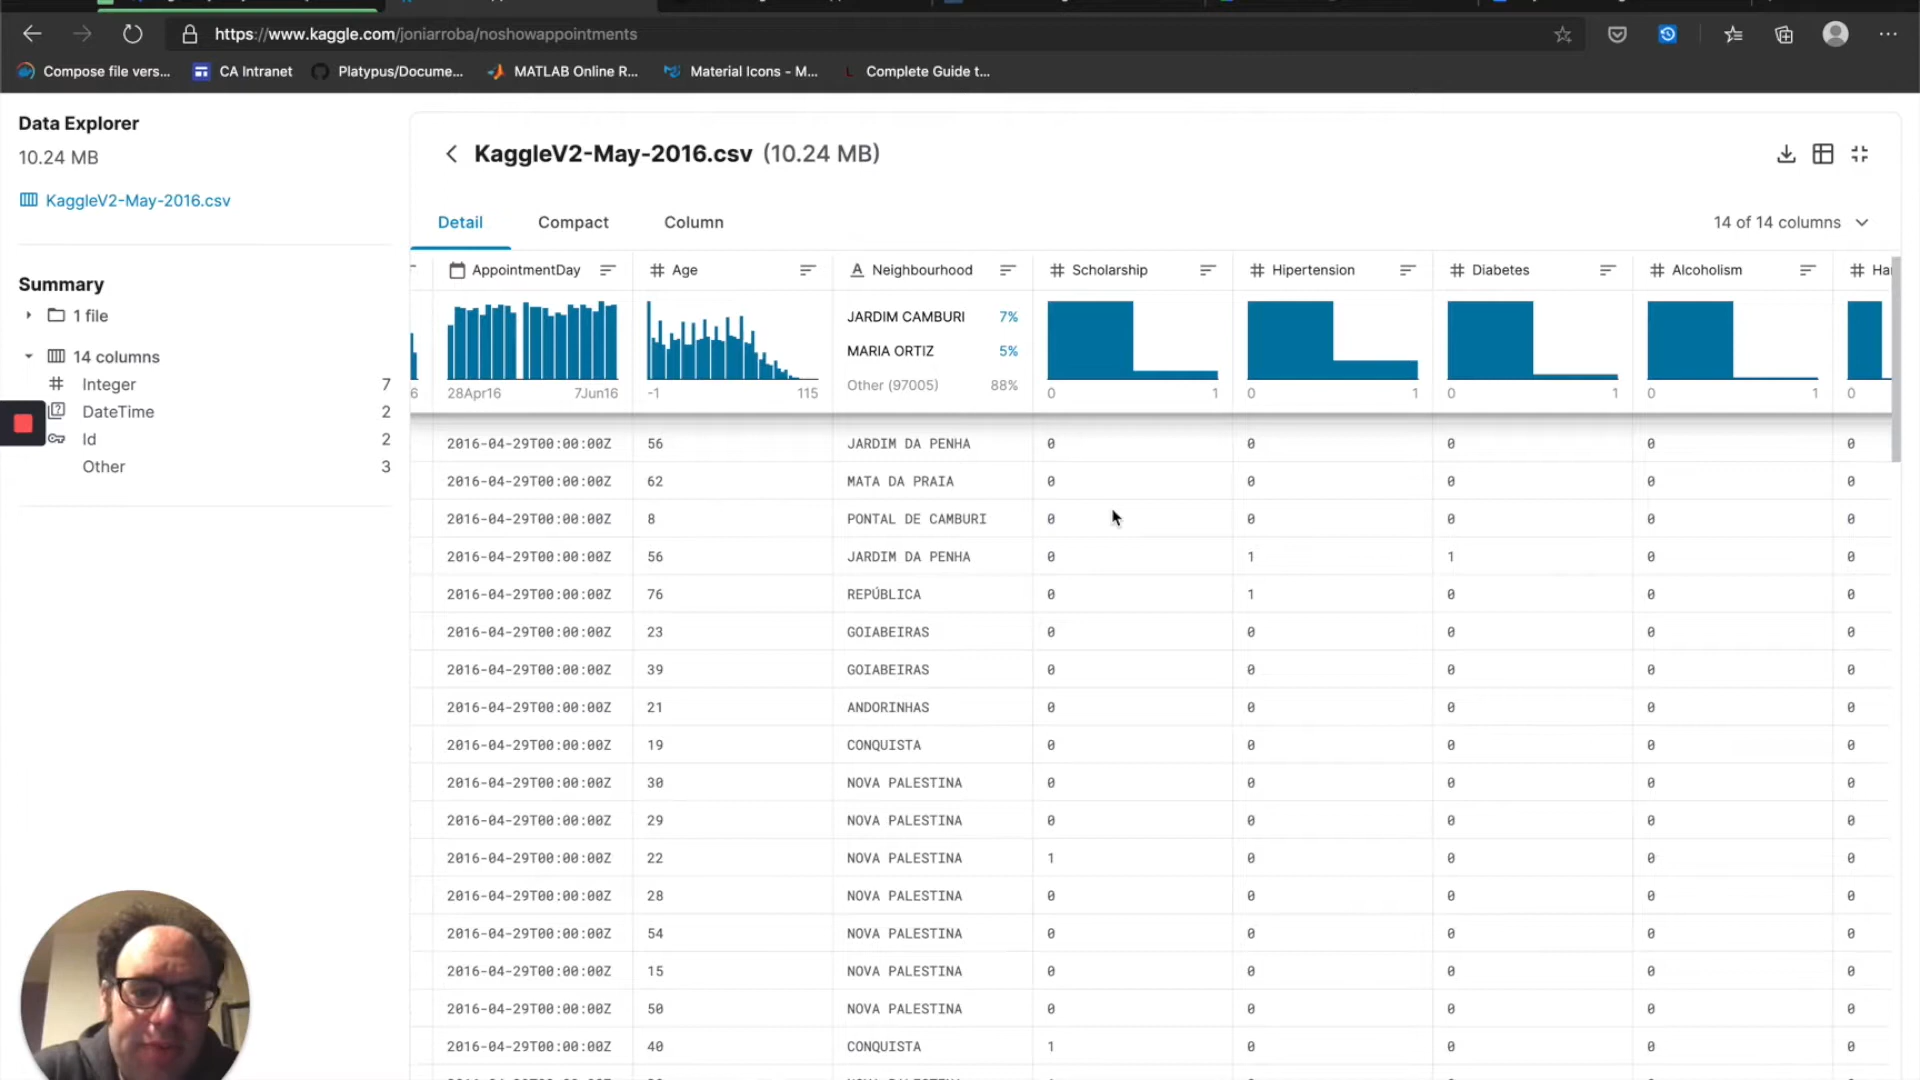 https://www.kaggle.com/joniarroba/noshowappointments
Compose file vers... CA Intranet Platypus/Docume... MATLAB Online R... Material Icons - M... Complete Guide t...
Data Explorer
10.24 MB
KaggleV2-May-2016.csv
Summary
1 file
14 columns
Integer 7
DateTime 2
Id 2
Other 3
KaggleV2-May-2016.csv (10.24 MB)
Detail Compact Column 14 of 14 columns
AppointmentDay # Age A Neighbourhood # Scholarship # Hipertension # Diabetes # Alcoholism # Ha
JARDIM CAMBURI 7%
MARIA ORTIZ 5%
Other (97005) 88%
6 28Apr16 7Jun16 -1 115 0 1 0 1 0 1 0 1 0
2016-04-29T00:00:00Z 56 JARDIM DA PENHA 0 0 0 0 0
2016-04-29T00:00:00Z 62 MATA DA PRAIA 0 0 0 0 0
2016-04-29T00:00:00Z 8 PONTAL DE CAMBURI 0 0 0 0 0
2016-04-29T00:00:00Z 56 JARDIM DA PENHA 0 1 1 0 0
2016-04-29T00:00:00Z 76 REPÚBLICA 0 1 0 0 0
2016-04-29T00:00:00Z 23 GOIABEIRAS 0 0 0 0 0
2016-04-29T00:00:00Z 39 GOIABEIRAS 0 0 0 0 0
2016-04-29T00:00:00Z 21 ANDORINHAS 0 0 0 0 0
2016-04-29T00:00:00Z 19 CONQUISTA 0 0 0 0 0
2016-04-29T00:00:00Z 30 NOVA PALESTINA 0 0 0 0 0
2016-04-29T00:00:00Z 29 NOVA PALESTINA 0 0 0 0 0
2016-04-29T00:00:00Z 22 NOVA PALESTINA 1 0 0 0 0
2016-04-29T00:00:00Z 28 NOVA PALESTINA 0 0 0 0 0
2016-04-29T00:00:00Z 54 NOVA PALESTINA 0 0 0 0 0
2016-04-29T00:00:00Z 15 NOVA PALESTINA 0 0 0 0 0
2016-04-29T00:00:00Z 50 NOVA PALESTINA 0 0 0 0 0
2016-04-29T00:00:00Z 40 CONQUISTA 1 0 0 0 0